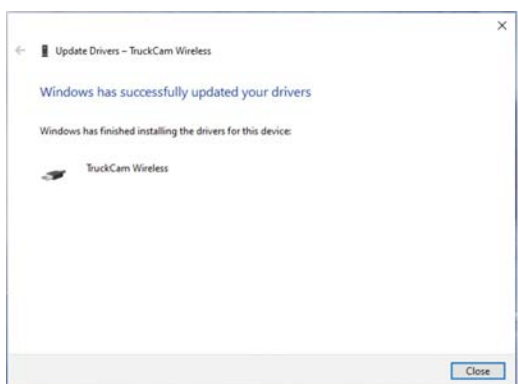 Update Drivers – TruckCam Wireless
Windows has successfully updated your drivers
Windows has finished installing the drivers for this device:
TruckCam Wireless
Close